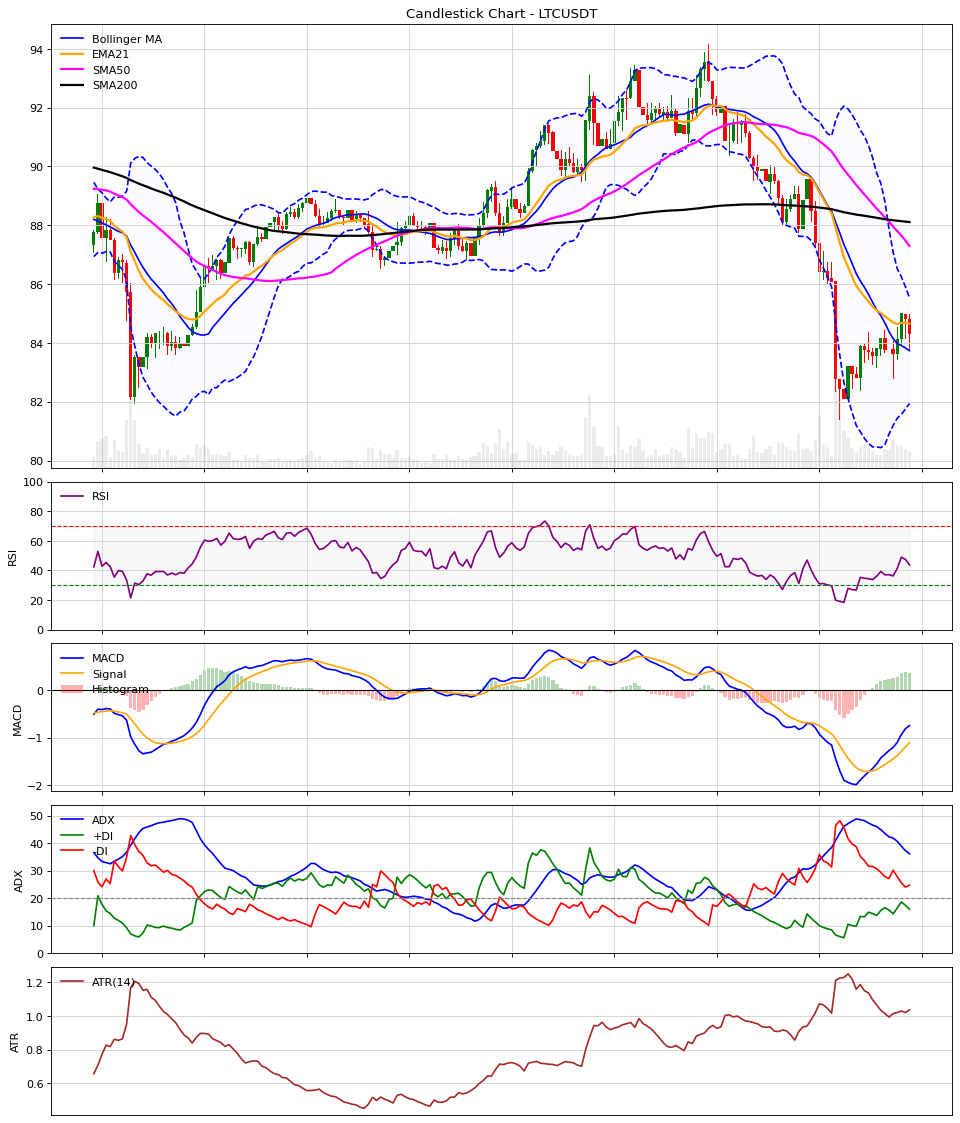 Candlestick Chart - LTCUSDT
Bollinger MA
EMA21
SMA50
SMA200
94
92
90
88
86
84
82
80
RSI
100
80
60
40
20
0
RSI
MACD
Signal
Histogram
0
−1
−2
MACD
ADX
+DI
-DI
50
40
30
20
10
0
ADX
ATR(14)
1.2
1.0
0.8
0.6
ATR